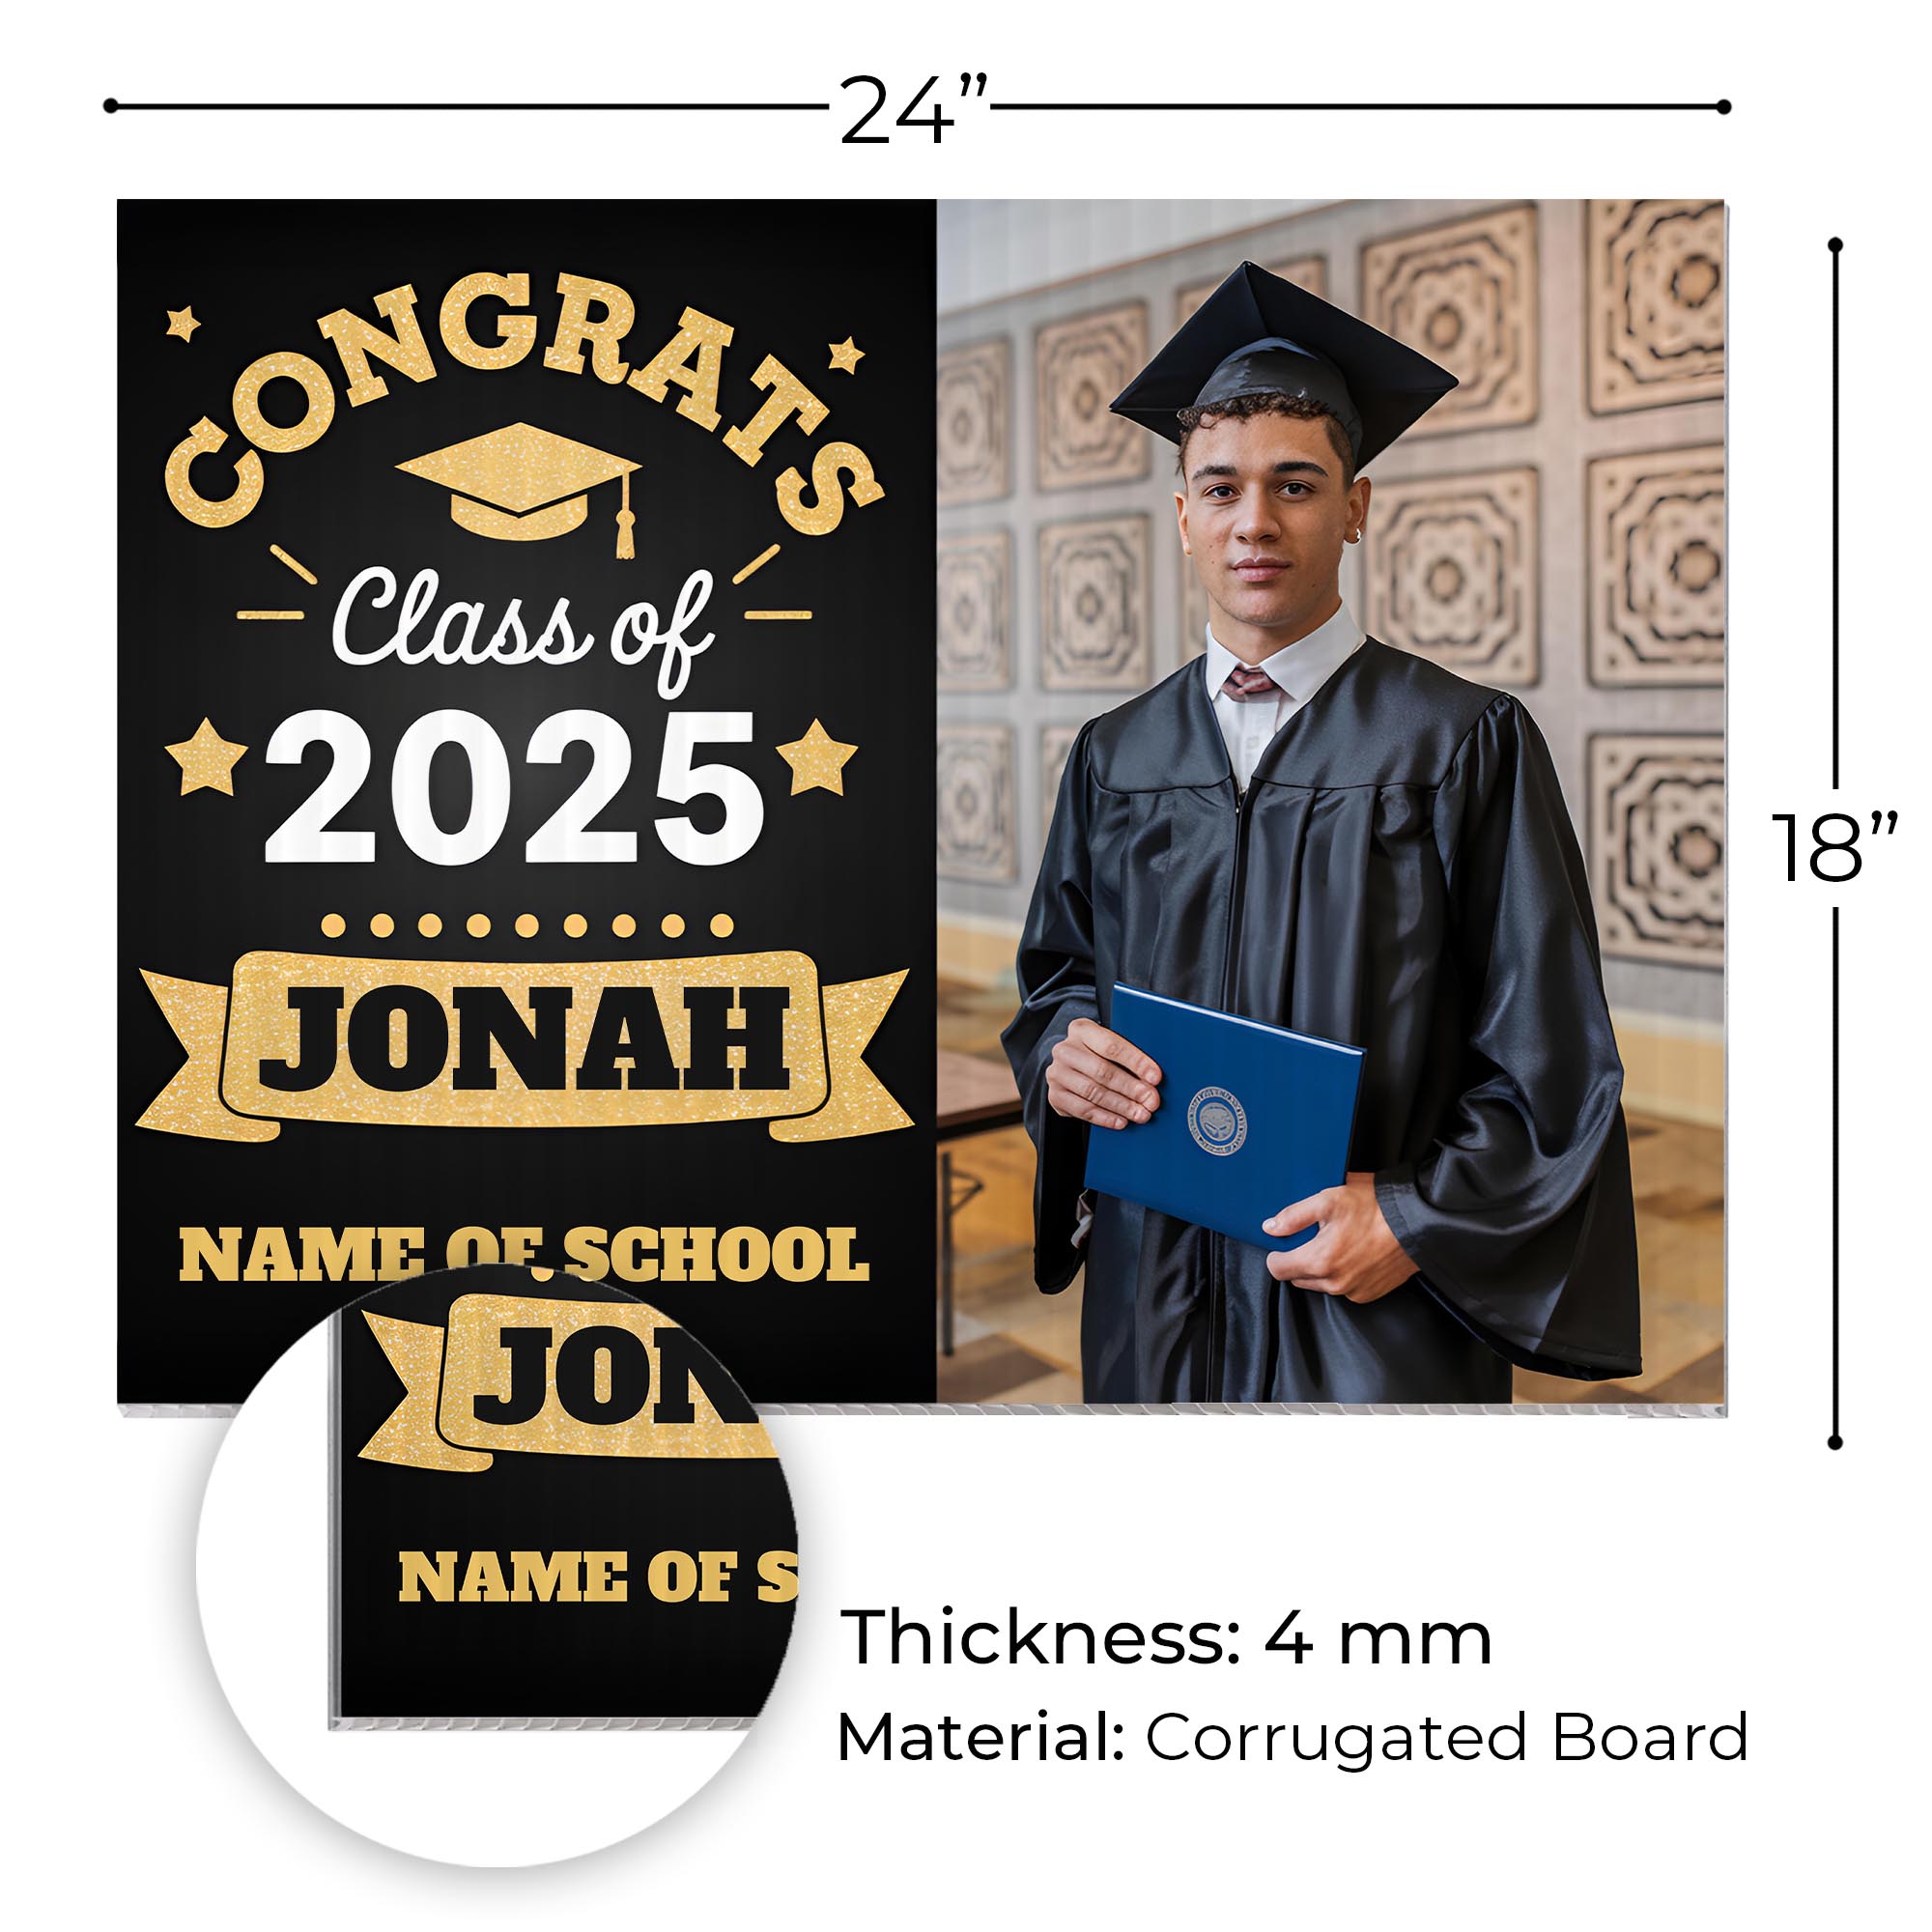 24”
CONGRATS
Class of
2025
JONAH
NAME OF SCHOOL
18”
JON
NAME OF S
Thickness: 4 mm
Material: Corrugated Board